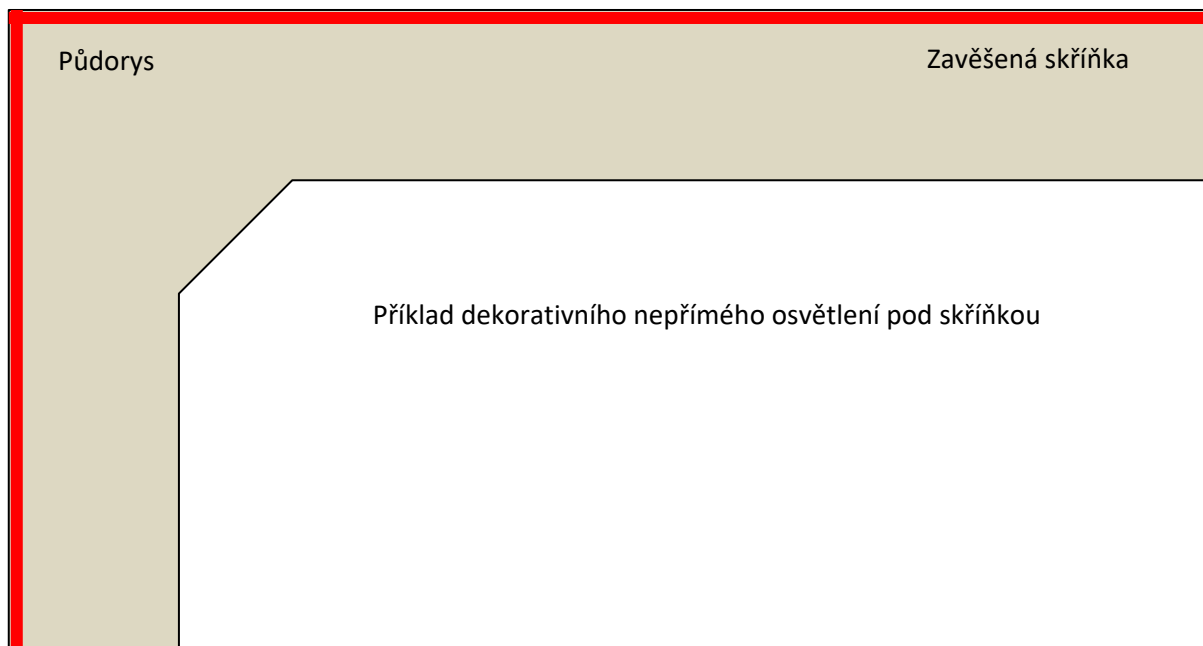 Půdorys
Zavěšená skříňka
Příklad dekorativního nepřímého osvětlení pod skříňkou